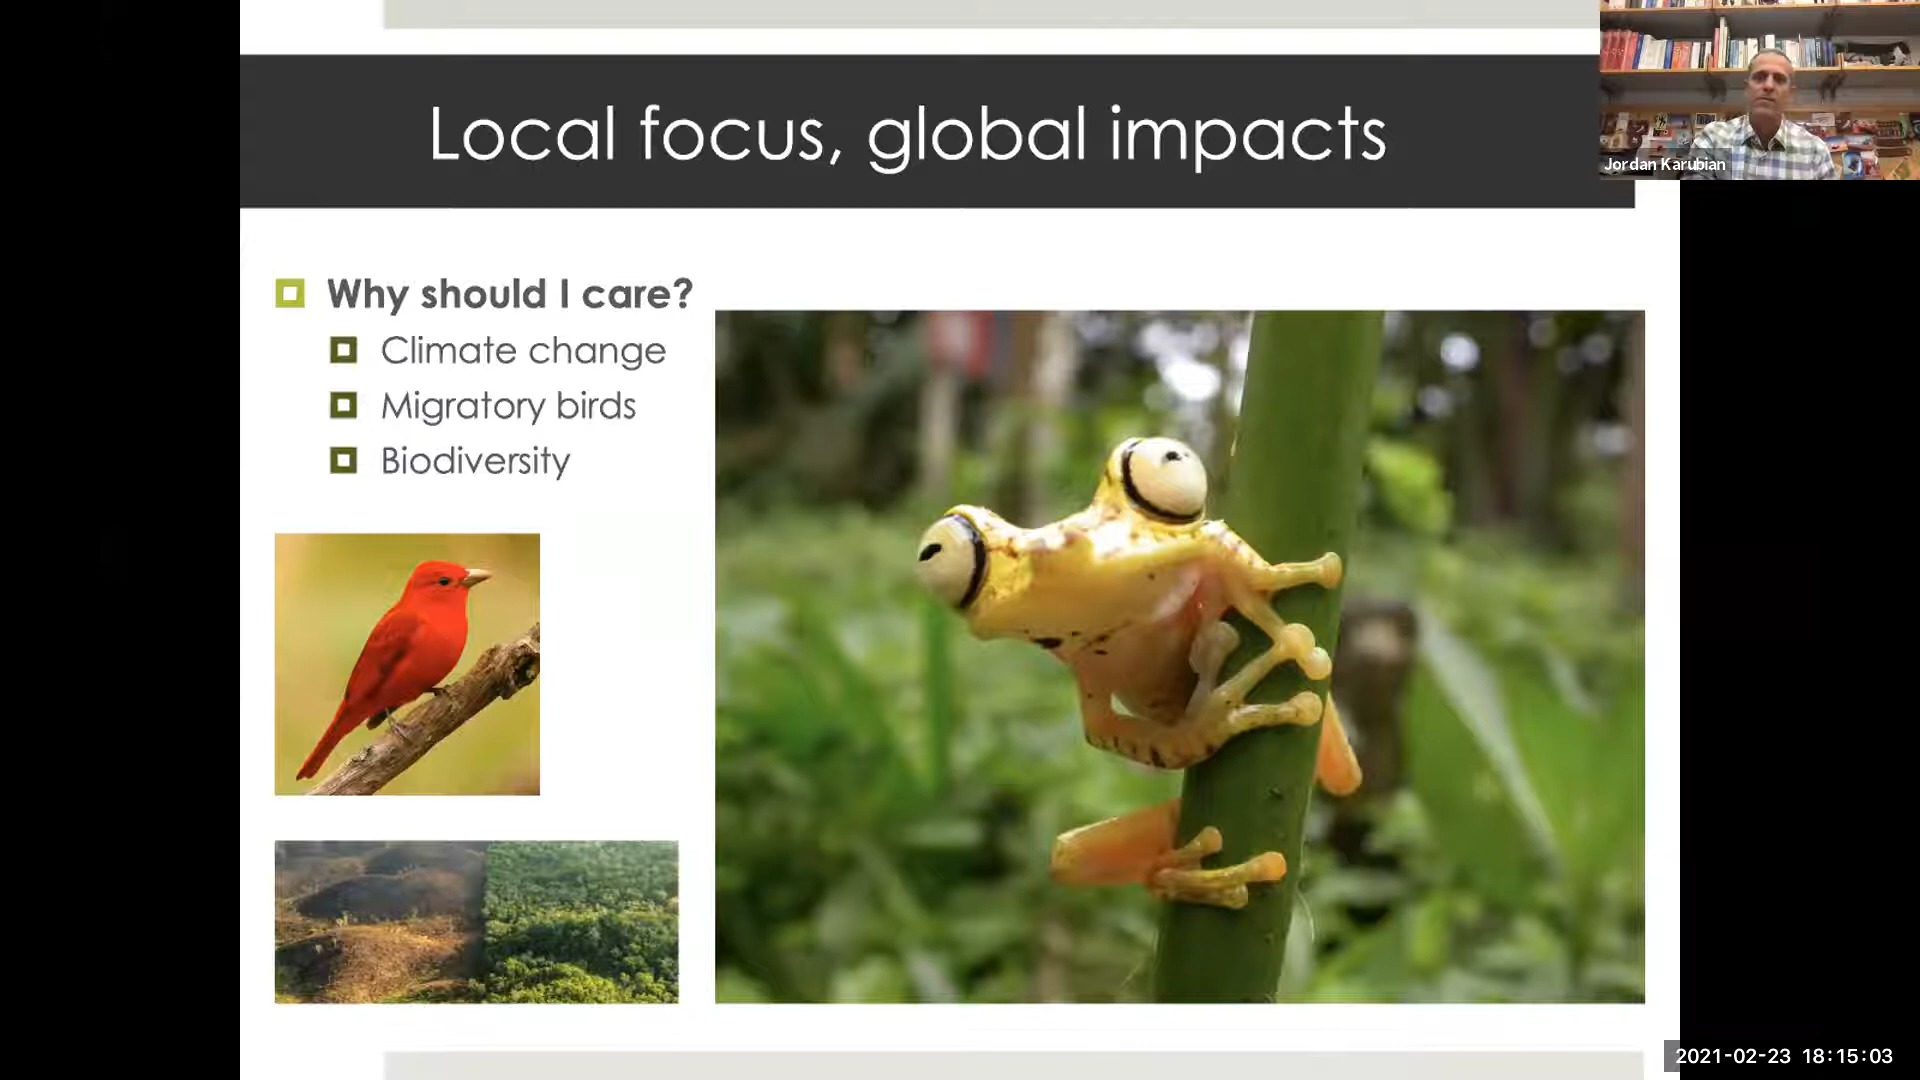 Local focus, global impacts
Jordan Karubian
Why should I care?
Climate change
Migratory birds
Biodiversity
2021-02-23 18:15:03